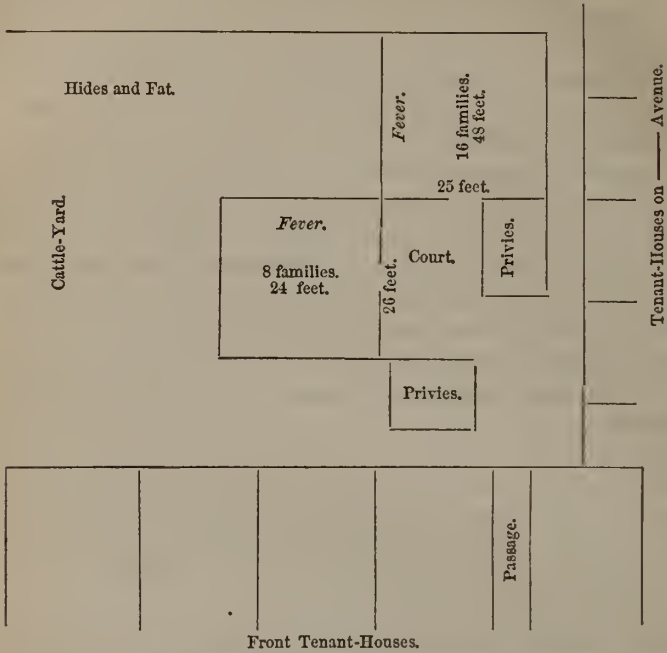 Hides and Fat.
Cattle-Yard.
Fever.
16 families.
48 feet.
25 feet.
Fever.
8 families.
24 feet.
26 feet.
Court.
Privies.
Privies.
Tenant-Houses on —— Avenue.
Passage.
Front Tenant-Houses.